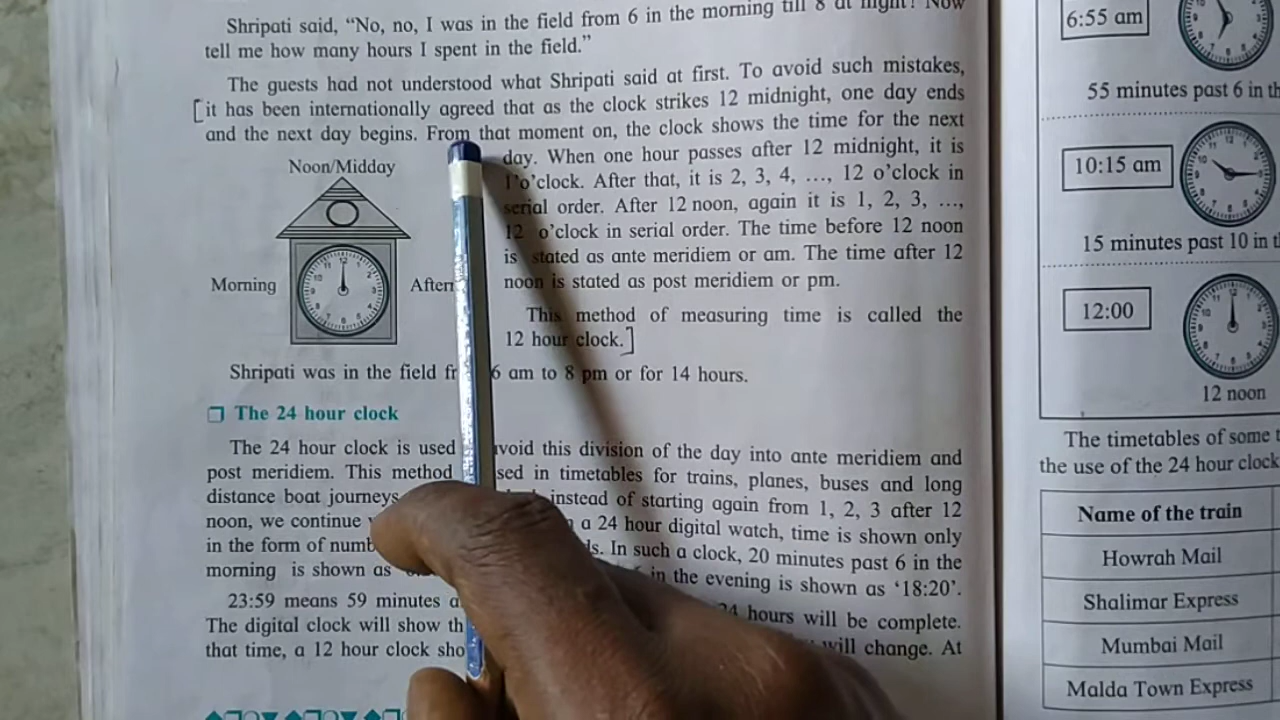 Shripati said, “No, no, I was in the field from 6 in the morning till 8 at night! Now
tell me how many hours I spent in the field.”
The guests had not understood what Shripati said at first. To avoid such mistakes,
[it has been internationally agreed that as the clock strikes 12 midnight, one day ends
and the next day begins. From that moment on, the clock shows the time for the next
day. When one hour passes after 12 midnight, it is
1 o’clock. After that, it is 2, 3, 4, ..., 12 o’clock in
serial order. After 12 noon, again it is 1, 2, 3, ...,
12 o’clock in serial order. The time before 12 noon
is stated as ante meridiem or am. The time after 12
noon is stated as post meridiem or pm.
This method of measuring time is called the
12 hour clock.]
Noon/Midday
Morning
After
Shripati was in the field 6 am to 8 pm or for 14 hours.
The 24 hour clock
The 24 hour clock is used this division of the day into ante meridiem and
post meridiem. This method in timetables for trains, planes, buses and long
distance boat journeys instead of starting again from 1, 2, 3 after 12
noon, we continue a 24 hour digital watch, time is shown only
in the form of In such a clock, 20 minutes past 6 in the
morning is shown as in the evening is shown as ‘18:20’.
23:59 means 59 minutes hours will be complete.
The digital clock will show will change. At
that time, a 12 hour clock
6:55 am
55 minutes past 6 in
10:15 am
15 minutes past 10 in
12:00
12 noon
The timetables of some
the use of the 24 hour clock
Name of the train
Howrah Mail
Shalimar Express
Mumbai Mail
Malda Town Express